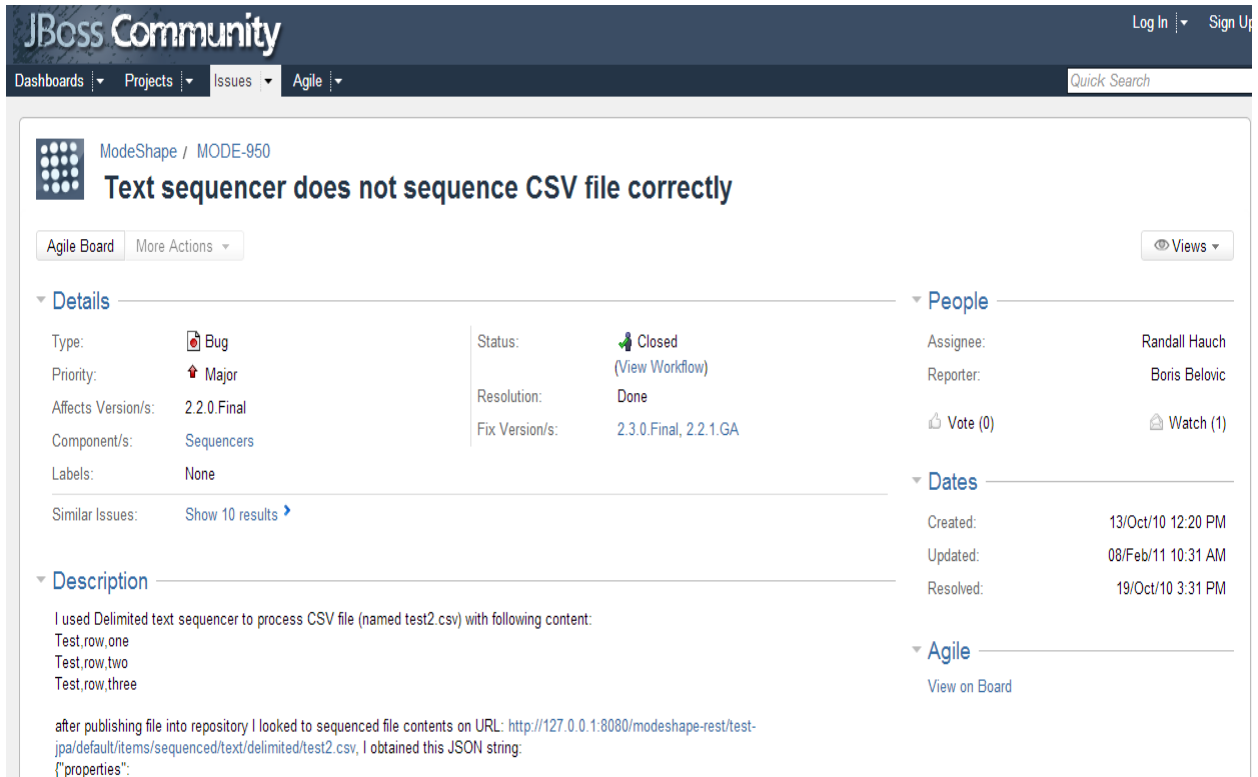 JBoss Community
Log In Sign Up
Dashboards Projects Issues Agile
Quick Search
ModeShape / MODE-950
Text sequencer does not sequence CSV file correctly
Agile Board More Actions
Views
Details
Type: Bug
Priority: Major
Affects Version/s: 2.2.0.Final
Component/s: Sequencers
Labels: None
Status: Closed
(View Workflow)
Resolution: Done
Fix Version/s: 2.3.0.Final, 2.2.1.GA
Similar Issues: Show 10 results
Description
I used Delimited text sequencer to process CSV file (named test2.csv) with following content:
Test,row,one
Test,row,two
Test,row,three
after publishing file into repository I looked to sequenced file contents on URL: http://127.0.0.1:8080/modeshape-rest/test-
jpa/default/items/sequenced/text/delimited/test2.csv, I obtained this JSON string:
{"properties":
People
Assignee: Randall Hauch
Reporter: Boris Belovic
Vote (0) Watch (1)
Dates
Created: 13/Oct/10 12:20 PM
Updated: 08/Feb/11 10:31 AM
Resolved: 19/Oct/10 3:31 PM
Agile
View on Board